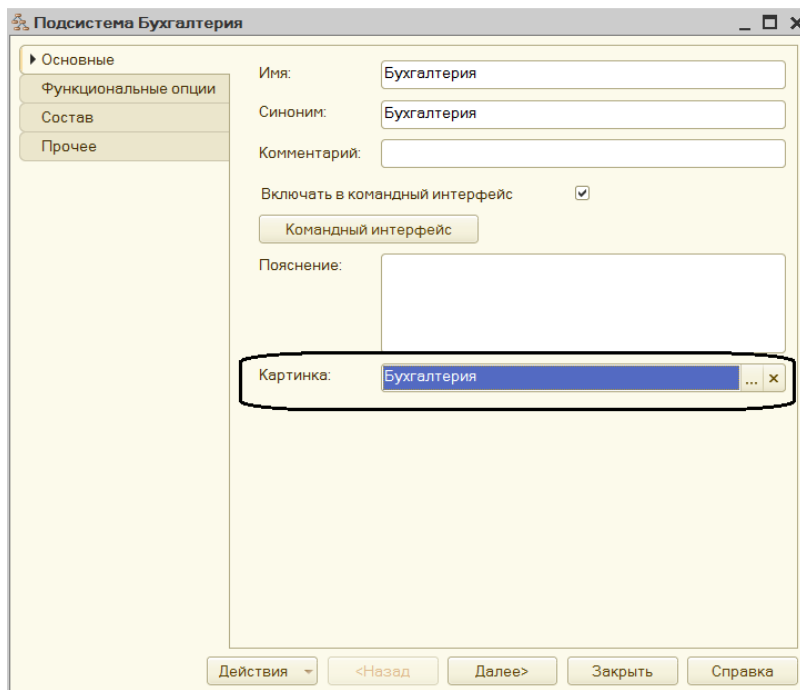 Подсистема Бухгалтерия
Основные
Функциональные опции
Состав
Прочее
Имя: Бухгалтерия
Синоним: Бухгалтерия
Комментарий:
Включать в командный интерфейс
Командный интерфейс
Пояснение:
Картинка: Бухгалтерия ... ×
Действия <Назад Далее> Закрыть Справка